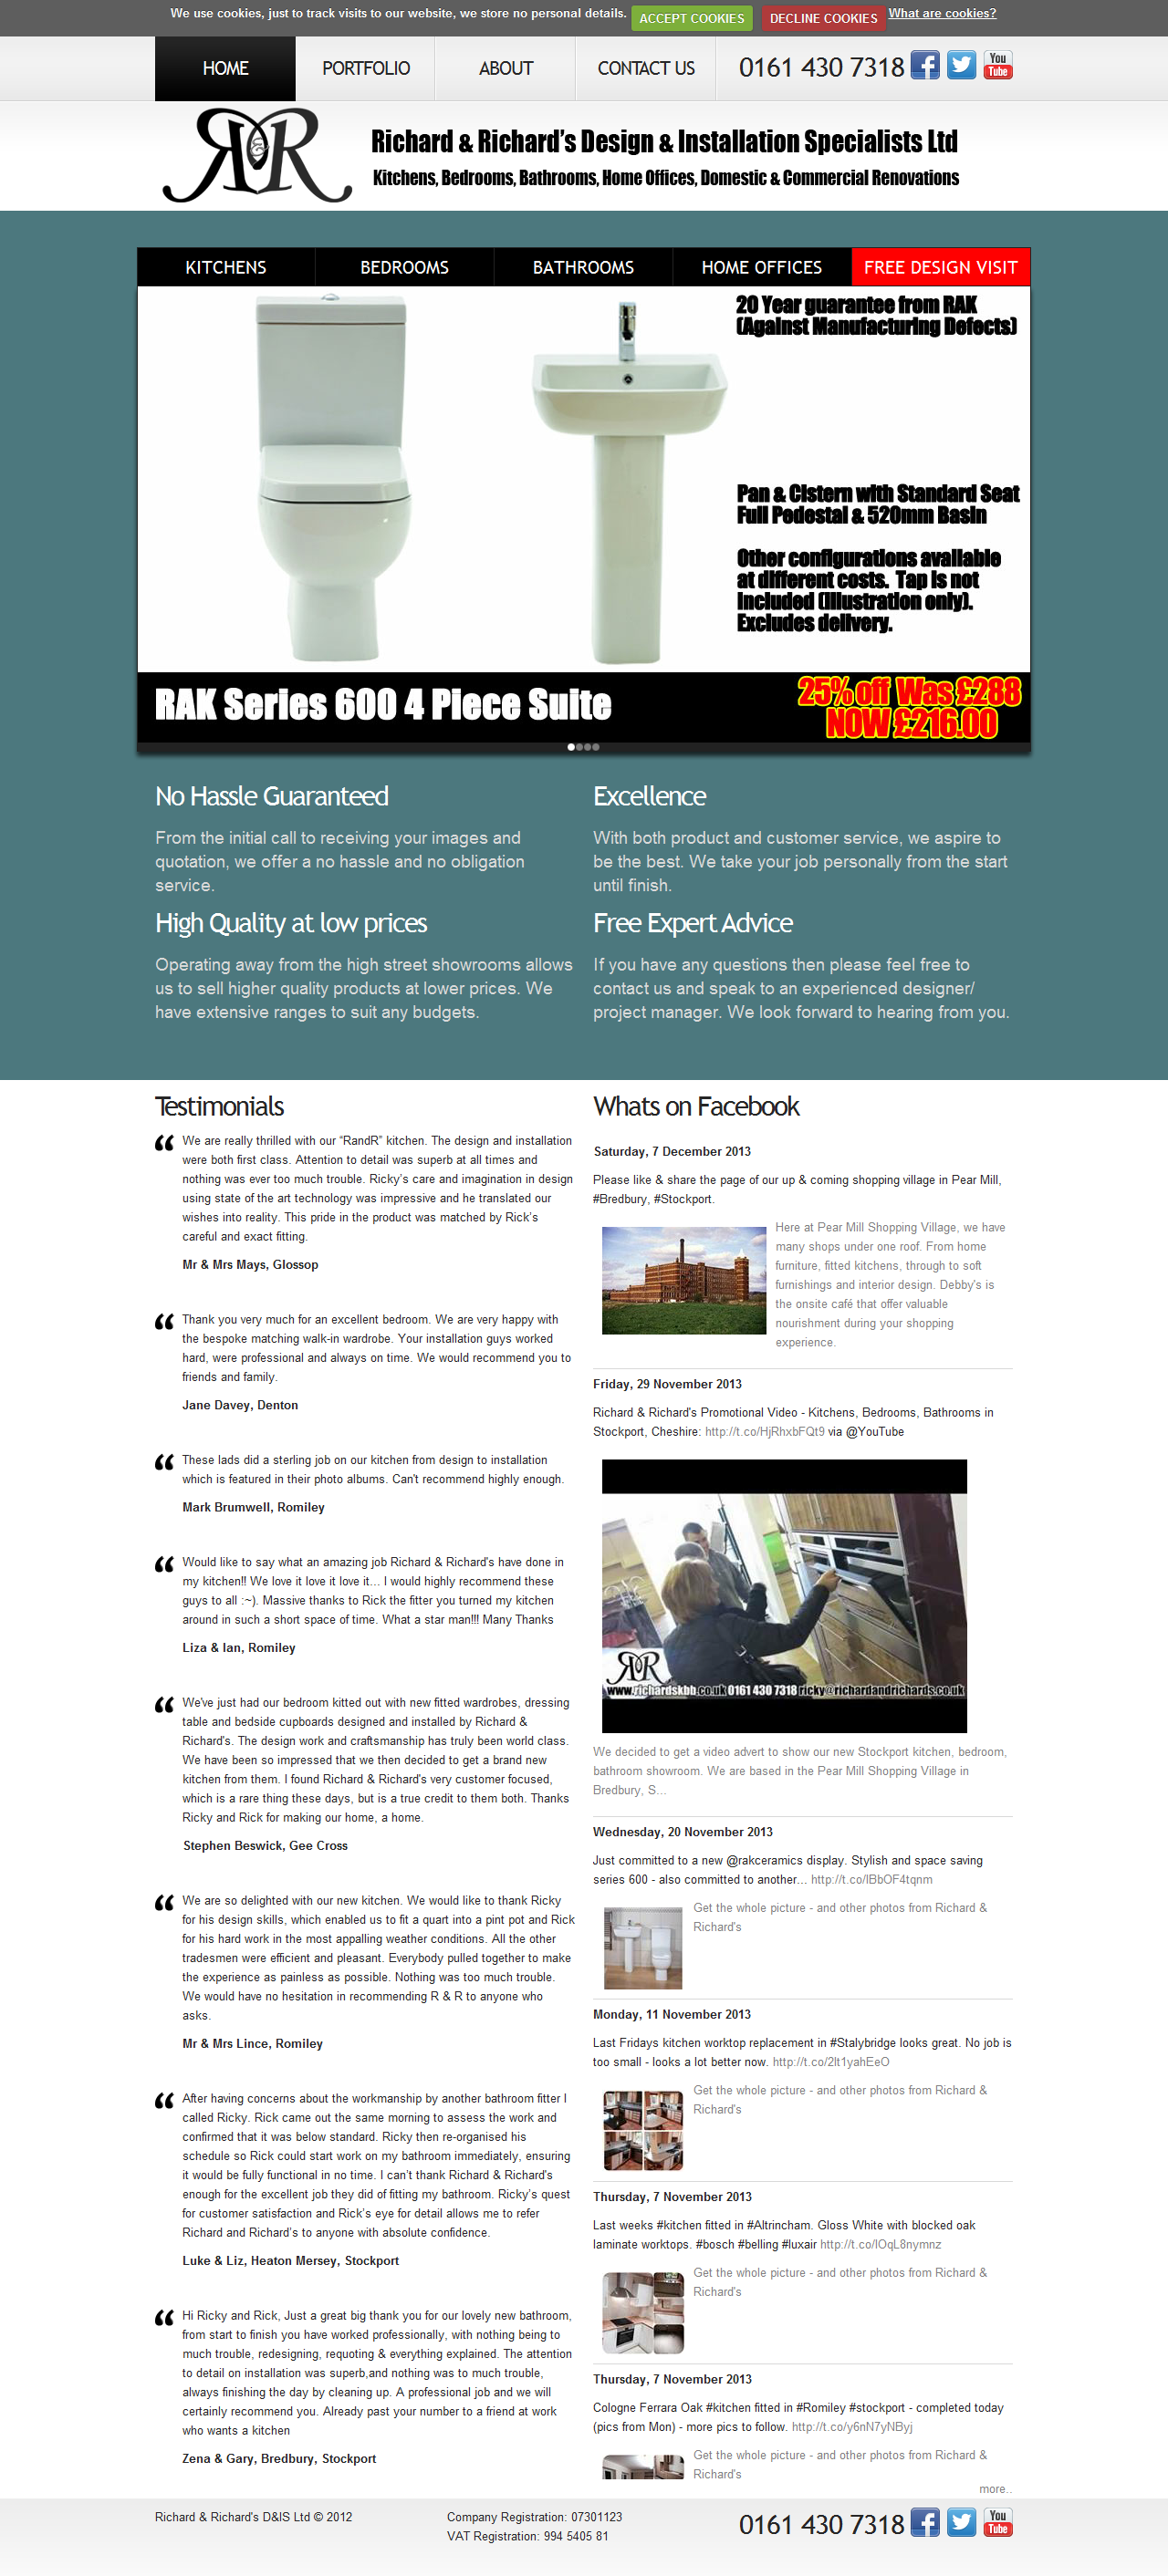 We use cookies, just to track visits to our website, we store no personal details. ACCEPT COOKIES DECLINE COOKIES What are cookies?
HOME PORTFOLIO ABOUT CONTACT US 0161 430 7318
You
Tube
R&R
Richard & Richard's Design & Installation Specialists Ltd
Kitchens, Bedrooms, Bathrooms, Home Offices, Domestic & Commercial Renovations
KITCHENS BEDROOMS BATHROOMS HOME OFFICES FREE DESIGN VISIT
20 Year guarantee from RAK
(Against Manufacturing Defects)
Pan & Cistern with Standard Seat
Full Pedestal & 520mm Basin
Other configurations available
at different costs. Tap is not
included (illustration only).
Excludes delivery.
RAK Series 600 4 Piece Suite
25% off Was £288
NOW £216.00
No Hassle Guaranteed
From the initial call to receiving your images and
quotation, we offer a no hassle and no obligation
service.
Excellence
With both product and customer service, we aspire to
be the best. We take your job personally from the start
until finish.
High Quality at low prices
Operating away from the high street showrooms allows
us to sell higher quality products at lower prices. We
have extensive ranges to suit any budgets.
Free Expert Advice
If you have any questions then please feel free to
contact us and speak to an experienced designer/
project manager. We look forward to hearing from you.
Testimonials
We are really thrilled with our “RandR” kitchen. The design and installation
were both first class. Attention to detail was superb at all times and
nothing was ever too much trouble. Ricky's care and imagination in design
using state of the art technology was impressive and he translated our
wishes into reality. This pride in the product was matched by Rick's
careful and exact fitting.
Mr & Mrs Mays, Glossop
Thank you very much for an excellent bedroom. We are very happy with
the bespoke matching walk-in wardrobe. Your installation guys worked
hard, were professional and always on time. We would recommend you to
friends and family.
Jane Davey, Denton
These lads did a sterling job on our kitchen from design to installation
which is featured in their photo albums. Can't recommend highly enough.
Mark Brumwell, Romiley
Would like to say what an amazing job Richard & Richard's have done in
my kitchen!! We love it love it love it... I would highly recommend these
guys to all :~). Massive thanks to Rick the fitter you turned my kitchen
around in such a short space of time. What a star man!!! Many Thanks
Liza & Ian, Romiley
We've just had our bedroom kitted out with new fitted wardrobes, dressing
table and bedside cupboards designed and installed by Richard &
Richard's. The design work and craftsmanship has truly been world class.
We have been so impressed that we then decided to get a brand new
kitchen from them. I found Richard & Richard's very customer focused,
which is a rare thing these days, but is a true credit to them both. Thanks
Ricky and Rick for making our home, a home.
Stephen Beswick, Gee Cross
We are so delighted with our new kitchen. We would like to thank Ricky
for his design skills, which enabled us to fit a quart into a pint pot and Rick
for his hard work in the most appalling weather conditions. All the other
tradesmen were efficient and pleasant. Everybody pulled together to make
the experience as painless as possible. Nothing was too much trouble.
We would have no hesitation in recommending R & R to anyone who
asks.
Mr & Mrs Lince, Romiley
After having concerns about the workmanship by another bathroom fitter I
called Ricky. Rick came out the same morning to assess the work and
confirmed that it was below standard. Ricky then re-organised his
schedule so Rick could start work on my bathroom immediately, ensuring
it would be fully functional in no time. I can't thank Richard & Richard's
enough for the excellent job they did of fitting my bathroom. Ricky's quest
for customer satisfaction and Rick's eye for detail allows me to refer
Richard and Richard's to anyone with absolute confidence.
Luke & Liz, Heaton Mersey, Stockport
Hi Ricky and Rick, Just a great big thank you for our lovely new bathroom,
from start to finish you have worked professionally, with nothing being to
much trouble, redesigning, requoting & everything explained. The attention
to detail on installation was superb,and nothing was to much trouble,
always finishing the day by cleaning up. A professional job and we will
certainly recommend you. Already past your number to a friend at work
who wants a kitchen
Zena & Gary, Bredbury, Stockport
Whats on Facebook
Saturday, 7 December 2013
Please like & share the page of our up & coming shopping village in Pear Mill,
#Bredbury, #Stockport.
Here at Pear Mill Shopping Village, we have
many shops under one roof. From home
furniture, fitted kitchens, through to soft
furnishings and interior design. Debby's is
the onsite café that offer valuable
nourishment during your shopping
experience.
Friday, 29 November 2013
Richard & Richard's Promotional Video - Kitchens, Bedrooms, Bathrooms in
Stockport, Cheshire: http://t.co/HjRhxbFQt9 via @YouTube
R&R
www.richardskbb.co.uk 0161 430 7318 ricky@richardandrichards.co.uk
We decided to get a video advert to show our new Stockport kitchen, bedroom,
bathroom showroom. We are based in the Pear Mill Shopping Village in
Bredbury, S...
Wednesday, 20 November 2013
Just committed to a new @rakceramics display. Stylish and space saving
series 600 - also committed to another... http://t.co/lBbOF4tqnm
Get the whole picture - and other photos from Richard &
Richard's
Monday, 11 November 2013
Last Fridays kitchen worktop replacement in #Stalybridge looks great. No job is
too small - looks a lot better now. http://t.co/2lt1yahEeO
Get the whole picture - and other photos from Richard &
Richard's
Thursday, 7 November 2013
Last weeks #kitchen fitted in #Altrincham. Gloss White with blocked oak
laminate worktops. #bosch #belling #luxair http://t.co/lOqL8nymnz
Get the whole picture - and other photos from Richard &
Richard's
Thursday, 7 November 2013
Cologne Ferrara Oak #kitchen fitted in #Romiley #stockport - completed today
(pics from Mon) - more pics to follow. http://t.co/y6nN7yNByj
Get the whole picture - and other photos from Richard &
Richard's
more..
Richard & Richard's D&IS Ltd © 2012
Company Registration: 07301123
VAT Registration: 994 5405 81
0161 430 7318
You
Tube